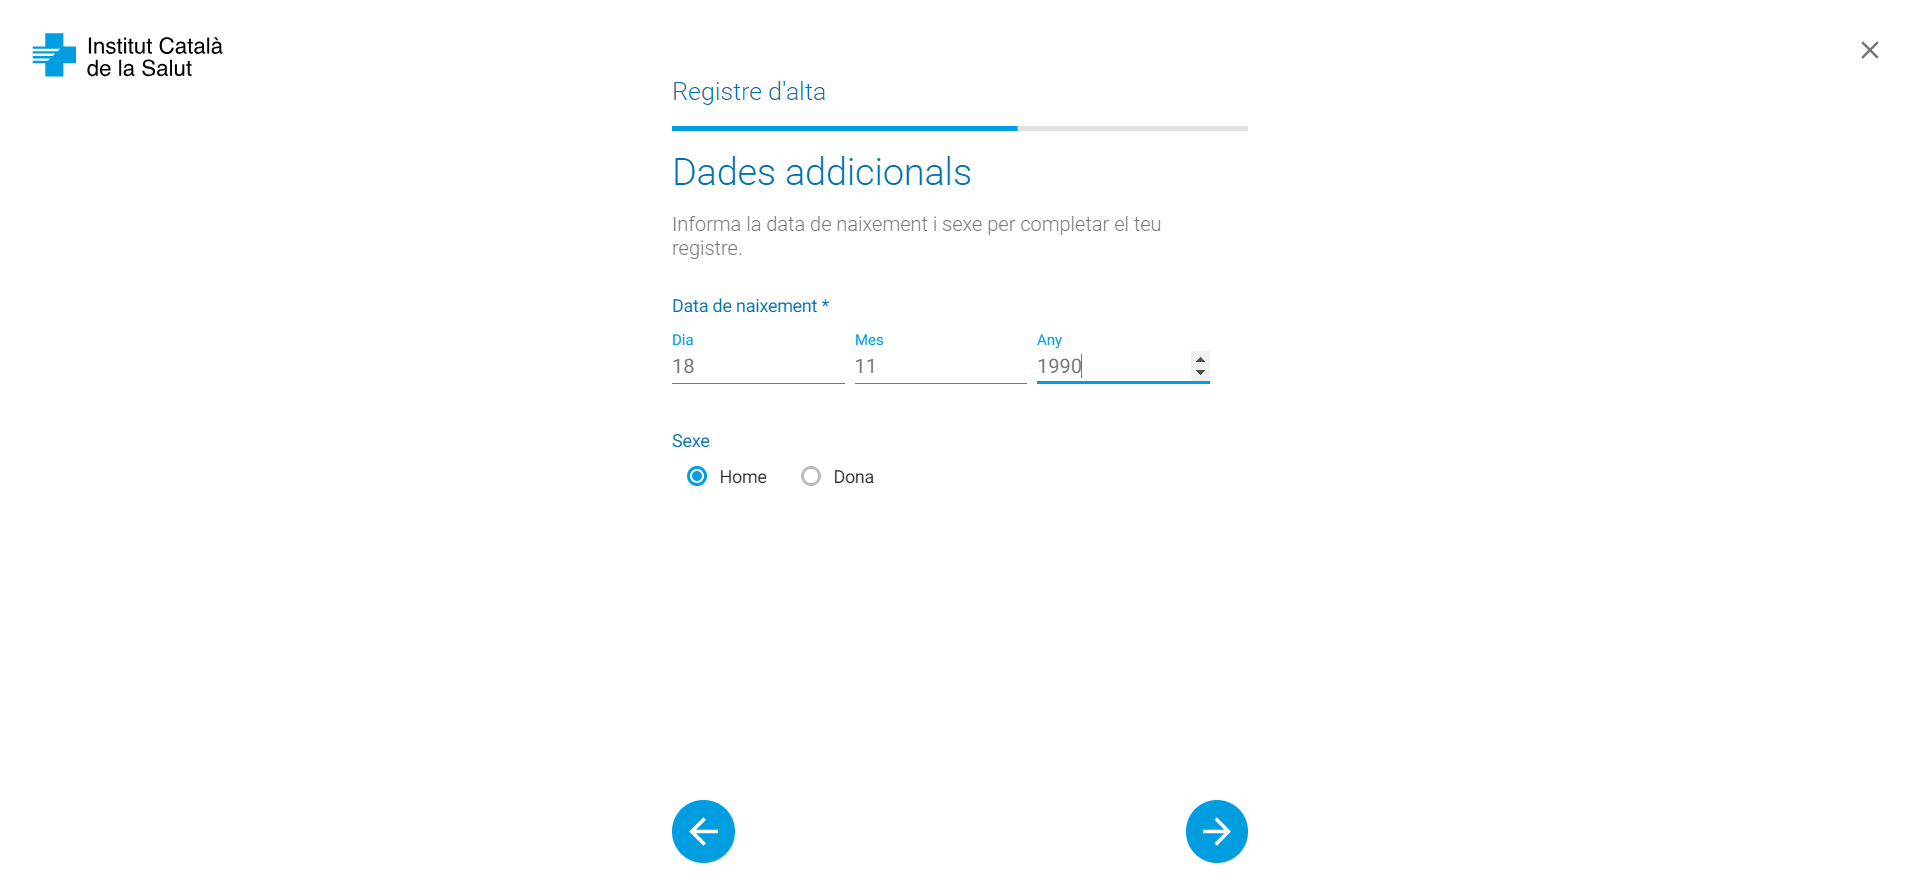 Institut Català
de la Salut
Registre d'alta
Dades addicionals
Informa la data de naixement i sexe per completar el teu
registre.
Data de naixement *
Dia Mes Any
18 11 1990
Sexe
Home Dona